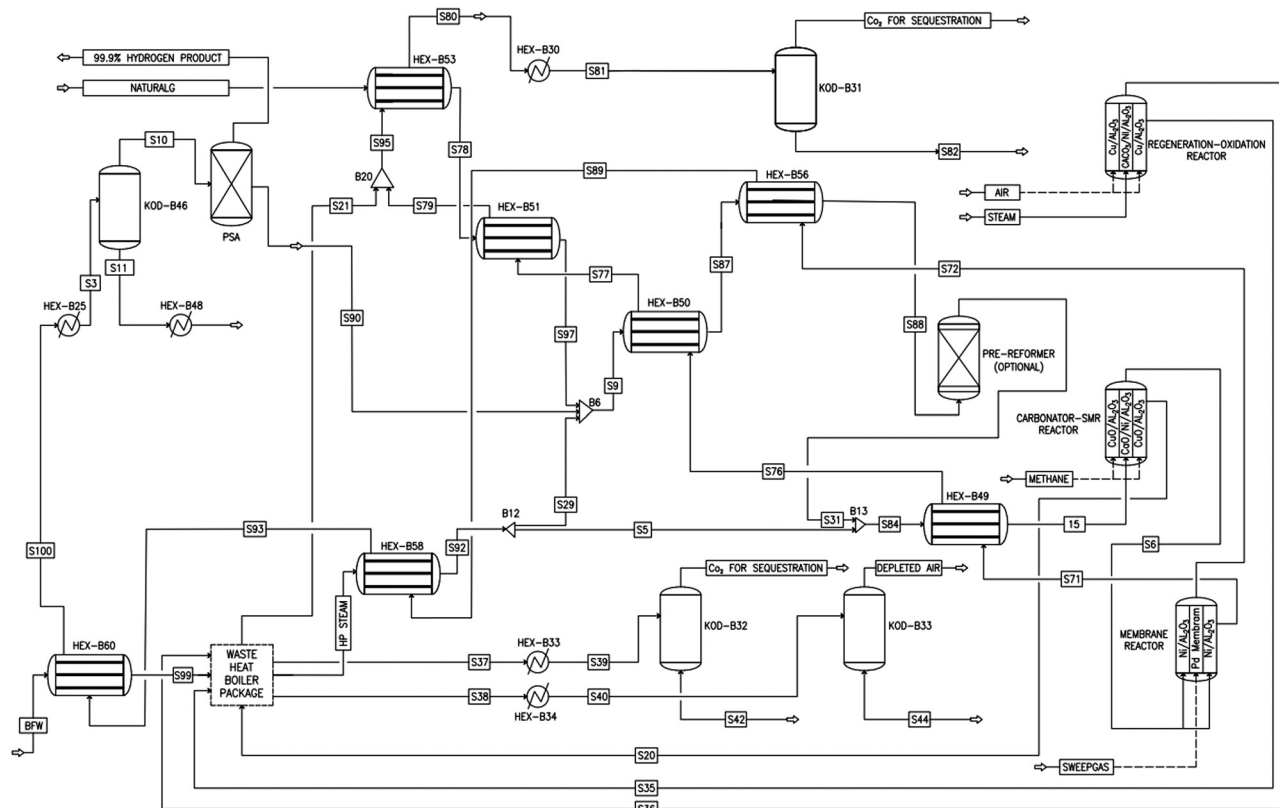 S80
Co₂ FOR SEQUESTRATION
HEX-B30
99.9% HYDROGEN PRODUCT
HEX-B53
NATURALG
S81
KOD-B31
S10
S95
S78
S82
Cu/AL₂O₃
CACO₃/Ni/AL₂O₃
Cu/AL₂O₃
REGENERATION-OXIDATION
REACTOR
KOD-B46
PSA
B20
S21
S79
HEX-B51
S89
HEX-B56
AIR
STEAM
S3
S11
HEX-B25
HEX-B48
S90
S77
HEX-B50
S87
S72
S97
S88
S9
B6
PRE-REFORMER
(OPTIONAL)
CuO/AL₂O₃
CaO/Ni/AL₂O₃
CuO/AL₂O₃
CARBONATOR-SMR
REACTOR
METHANE
S76
HEX-B49
S29
B12
S5
S31
B13
S84
15
S6
S100
S93
HEX-B58
S92
HP STEAM
Co₂ FOR SEQUESTRATION
DEPLETED AIR
S71
KOD-B32
KOD-B33
Ni/AL₂O₃
Pd Membram
Ni/AL₂O₃
MEMBRANE
REACTOR
HEX-B60
S99
WASTE
HEAT
BOILER
PACKAGE
S37
HEX-B33
S39
S38
HEX-B34
S40
BFW
S42
S44
S20
SWEEPGAS
S35
S36